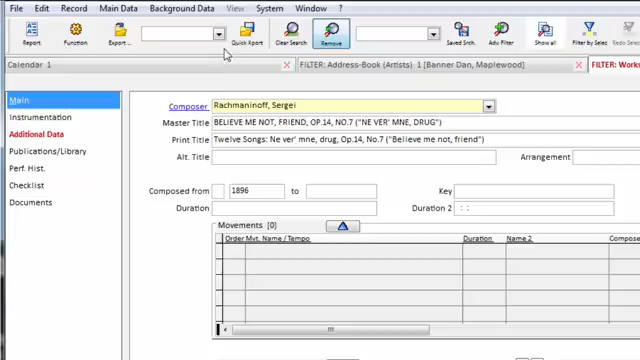 File Edit Record Main Data Background Data View System Window ?
Report Function Export ... Quick Xport Clear Search Remove Saved Srch. Adv Filter Show all Filter by Selec Redo Se
Calendar 1 FILTER: Address-Book (Artists) 1 [Banner Dan, Maplewood] FILTER: Works
Main
Instrumentation
Additional Data
Publications/Library
Perf. Hist.
Checklist
Documents
Composer Rachmaninoff, Sergei
Master Title BELIEVE ME NOT, FRIEND, OP.14, NO.7 ("NE VER' MNE, DRUG")
Print Title Twelve Songs: Ne ver' mne, drug, Op.14, No.7 ("Believe me not, friend")
Alt. Title Arrangement
Composed from 1896 to Key
Duration Duration 2 : :
Movements [0]
Order Mvt. Name / Tempo Duration Name 2 Compose